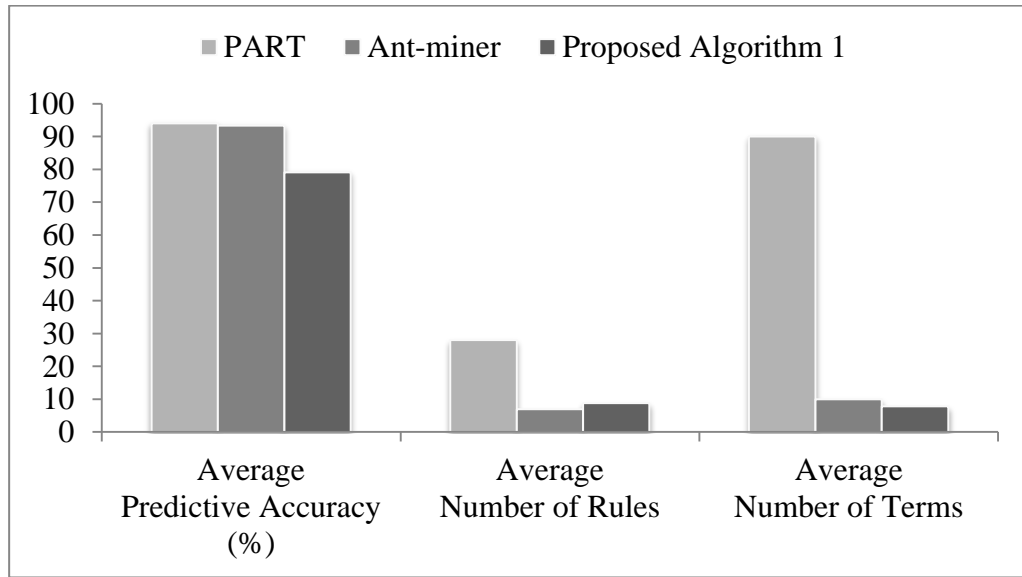 PART Ant-miner Proposed Algorithm 1
100
90
80
70
60
50
40
30
20
10
0
Average
Predictive Accuracy
(%)
Average
Number of Rules
Average
Number of Terms